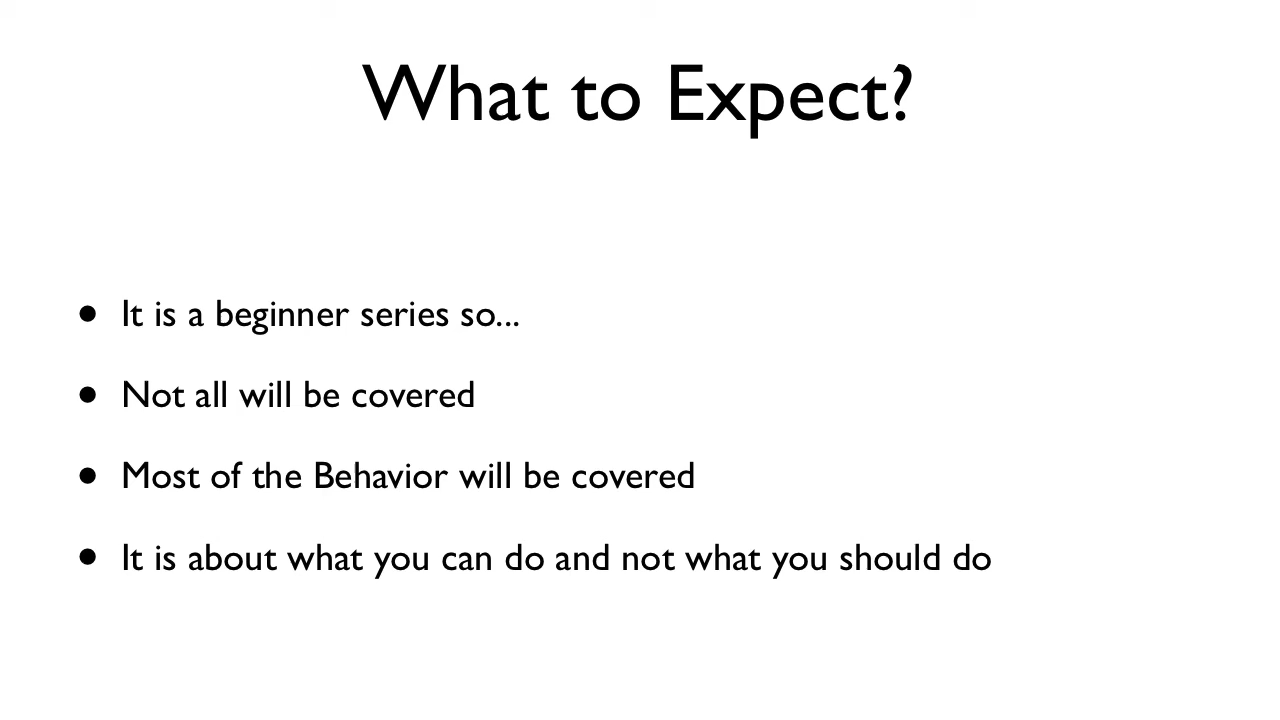 What to Expect?
• It is a beginner series so...
• Not all will be covered
• Most of the Behavior will be covered
• It is about what you can do and not what you should do